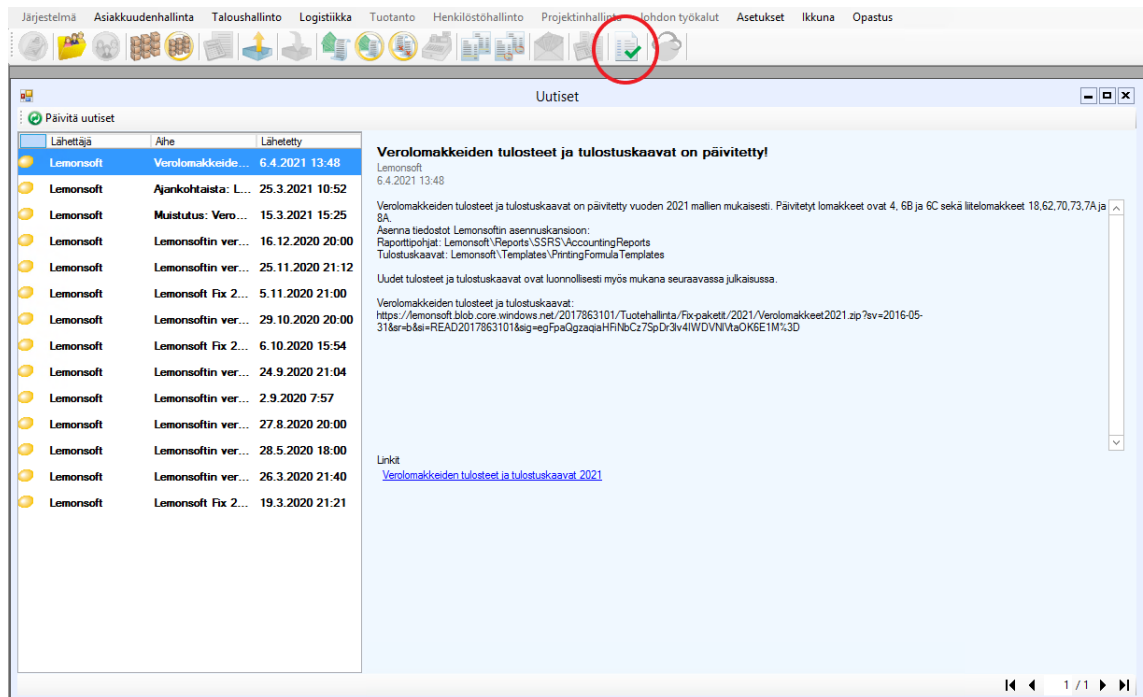 Järjestelmä Asiakkuudenhallinta Taloushallinto Logistiikka Tuotanto Henkilöstöhallinto Projektinhallinta Johdon työkalut Asetukset Ikkuna Opastus
Uutiset
Päivitä uutiset
Lähettäjä Aihe Lähetetty
Lemonsoft Verolomakkeide... 6.4.2021 13:48
Lemonsoft Ajankohtaista: L... 25.3.2021 10:52
Lemonsoft Muistutus: Vero... 15.3.2021 15:25
Lemonsoft Lemonsoftin ver... 16.12.2020 20:00
Lemonsoft Lemonsoftin ver... 25.11.2020 21:12
Lemonsoft Lemonsoft Fix 2... 5.11.2020 21:00
Lemonsoft Lemonsoftin ver... 29.10.2020 20:00
Lemonsoft Lemonsoft Fix 2... 6.10.2020 15:54
Lemonsoft Lemonsoftin ver... 24.9.2020 21:04
Lemonsoft Lemonsoftin ver... 2.9.2020 7:57
Lemonsoft Lemonsoftin ver... 27.8.2020 20:00
Lemonsoft Lemonsoftin ver... 28.5.2020 18:00
Lemonsoft Lemonsoftin ver... 26.3.2020 21:40
Lemonsoft Lemonsoft Fix 2... 19.3.2020 21:21
Verolomakkeiden tulosteet ja tulostuskaavat on päivitetty!
Lemonsoft
6.4.2021 13:48
Verolomakkeiden tulosteet ja tulostuskaavat on päivitetty vuoden 2021 mallien mukaisesti. Päivitetyt lomakkeet ovat 4, 6B ja 6C sekä liitelomakkeet 18,62,70,73,7A ja
8A.
Asenna tiedostot Lemonsoftin asennuskansioon:
Raporttipohjat: Lemonsoft\Reports\SSRS\AccountingReports
Tulostuskaavat: Lemonsoft\Templates\PrintingFormulaTemplates
Uudet tulosteet ja tulostuskaavat ovat luonnollisesti myös mukana seuraavassa julkaisussa.
Verolomakkeiden tulosteet ja tulostuskaavat:
https://lemonsoft.blob.core.windows.net/2017863101/Tuotehallinta/Fix-paketit/2021/Verolomakkeet2021.zip?sv=2016-05-
Linkit
Verolomakkeiden tulosteet ja tulostuskaavat 2021
1 / 1